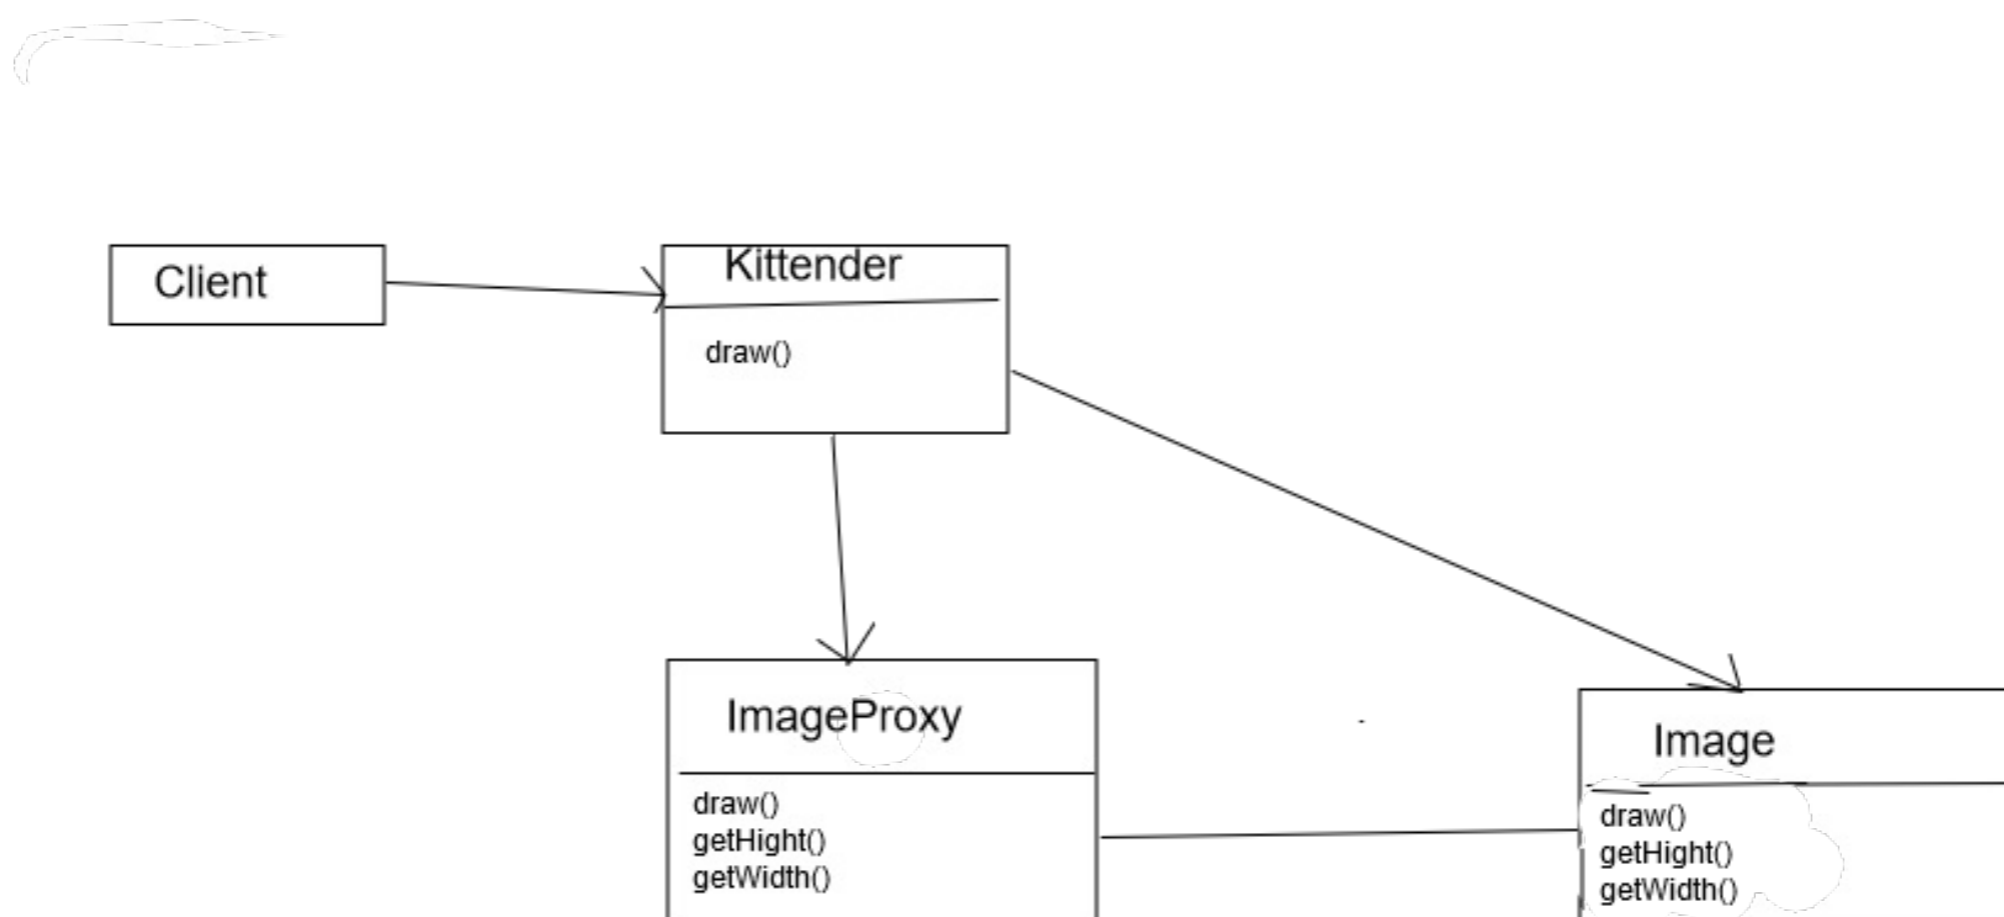 Client
Kittender
draw()
ImageProxy
draw()
getHight()
getWidth()
Image
draw()
getHight()
getWidth()